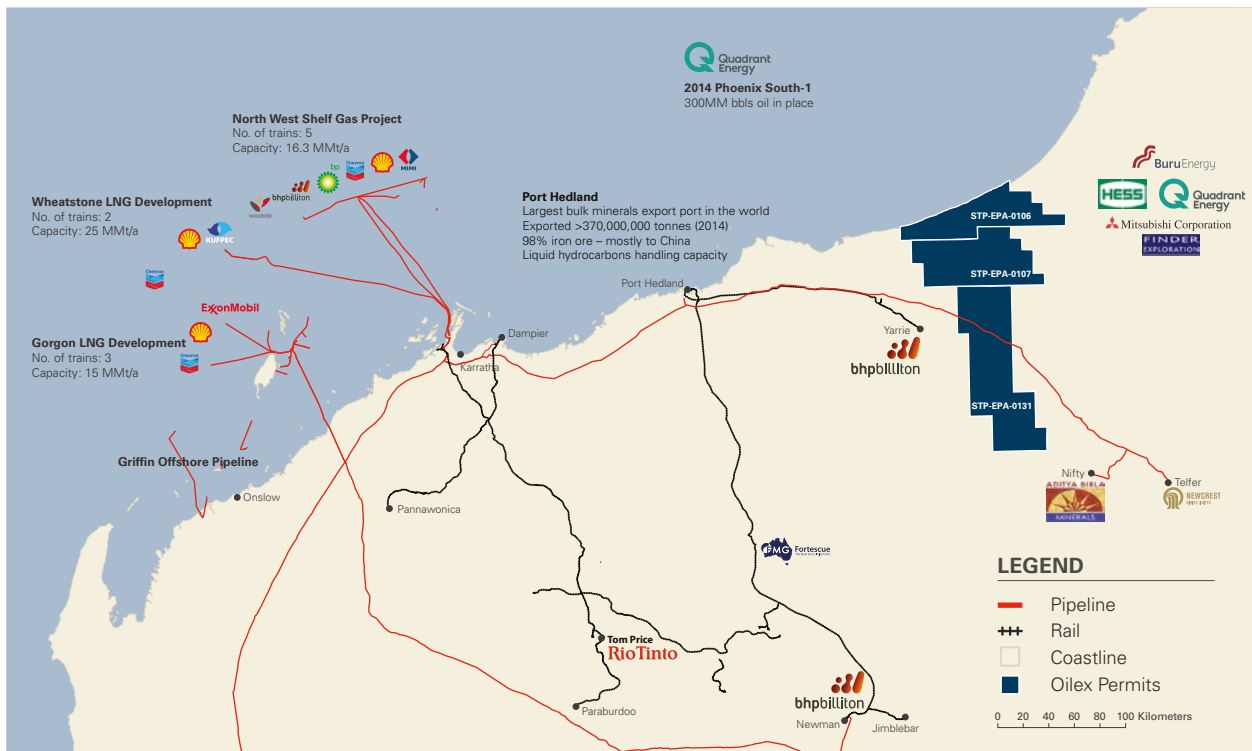 Quadrant
Energy
2014 Phoenix South-1
300MM bbls oil in place
North West Shelf Gas Project
No. of trains: 5
Capacity: 16.3 MMt/a
bp
Chevron
MIMI
bhpbilliton
woodside
Wheatstone LNG Development
No. of trains: 2
Capacity: 25 MMt/a
KUFPEC
Chevron
ExxonMobil
Gorgon LNG Development
No. of trains: 3
Capacity: 15 MMt/a
Chevron
Griffin Offshore Pipeline
Onslow
Port Hedland
Largest bulk minerals export port in the world
Exported >370,000,000 tonnes (2014)
98% iron ore – mostly to China
Liquid hydrocarbons handling capacity
Port Hedland
Dampier
Karratha
Pannawonica
Yarrie
bhpbilliton
BuruEnergy
HESS
Quadrant
Energy
Mitsubishi Corporation
FINDER
EXPLORATION
STP-EPA-0106
STP-EPA-0107
STP-EPA-0131
Nifty
ADITYA BIRLA
MINERALS
Telfer
NEWCREST
FMG Fortescue
Tom Price
RioTinto
Paraburdoo
bhpbilliton
Newman
Jimblebar
LEGEND
Pipeline
Rail
Coastline
Oilex Permits
0 20 40 60 80 100 Kilometers